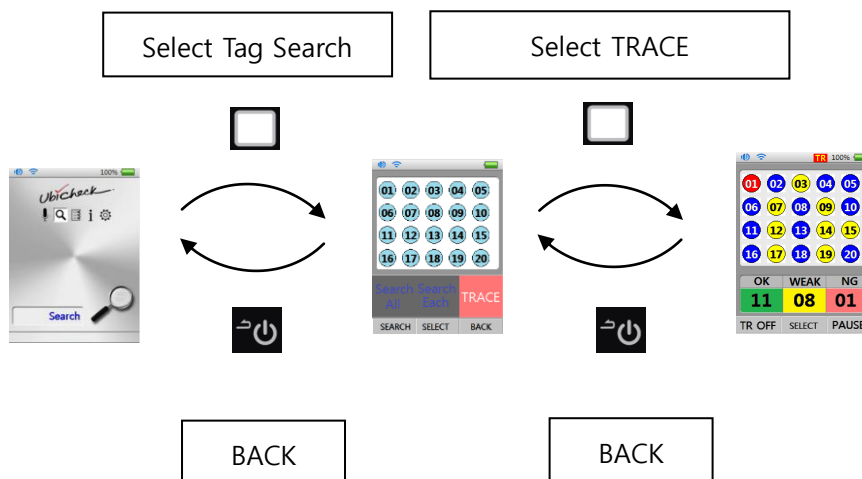 Select Tag Search
Select TRACE
100%
Ubicheck
Search
01 02 03 04 05
06 07 08 09 10
11 12 13 14 15
16 17 18 19 20
Search All
Search Each
TRACE
SEARCH SELECT BACK
TR 100%
01 02 03 04 05
06 07 08 09 10
11 12 13 14 15
16 17 18 19 20
OK WEAK NG
11 08 01
TR OFF SELECT PAUSE
BACK
BACK